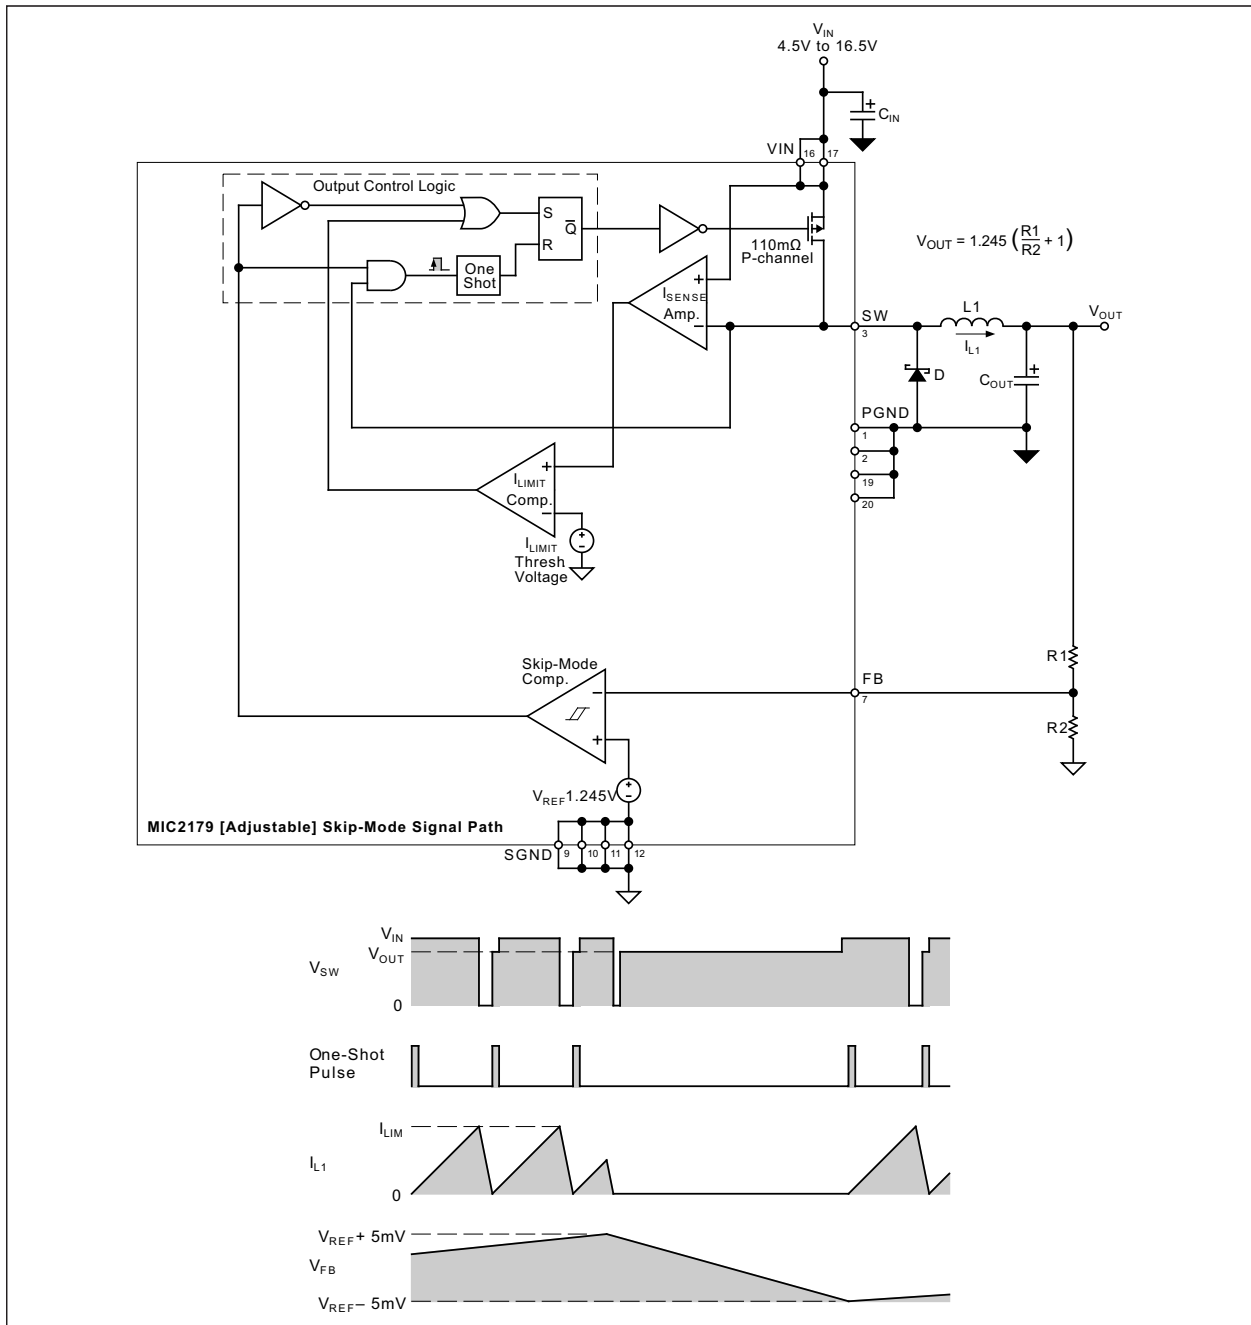 V_IN
4.5V to 16.5V
+
C_IN
VIN
16
17
Output Control Logic
S
Q̅
R
One
Shot
110mΩ
P-channel
V_OUT = 1.245 (R1/R2 + 1)
+
I_SENSE
Amp.
−
SW
3
L1
I_L1
V_OUT
D
C_OUT
+
PGND
1
2
19
20
I_LIMIT
Comp.
+
−
+
−
I_LIMIT
Thresh
Voltage
Skip-Mode
Comp.
−
+
FB
7
R1
R2
V_REF 1.245V
+
−
MIC2179 [Adjustable] Skip-Mode Signal Path
SGND
9
10
11
12
V_IN
V_OUT
V_SW
0
One-Shot
Pulse
I_LIM
I_L1
0
V_REF + 5mV
V_FB
V_REF − 5mV